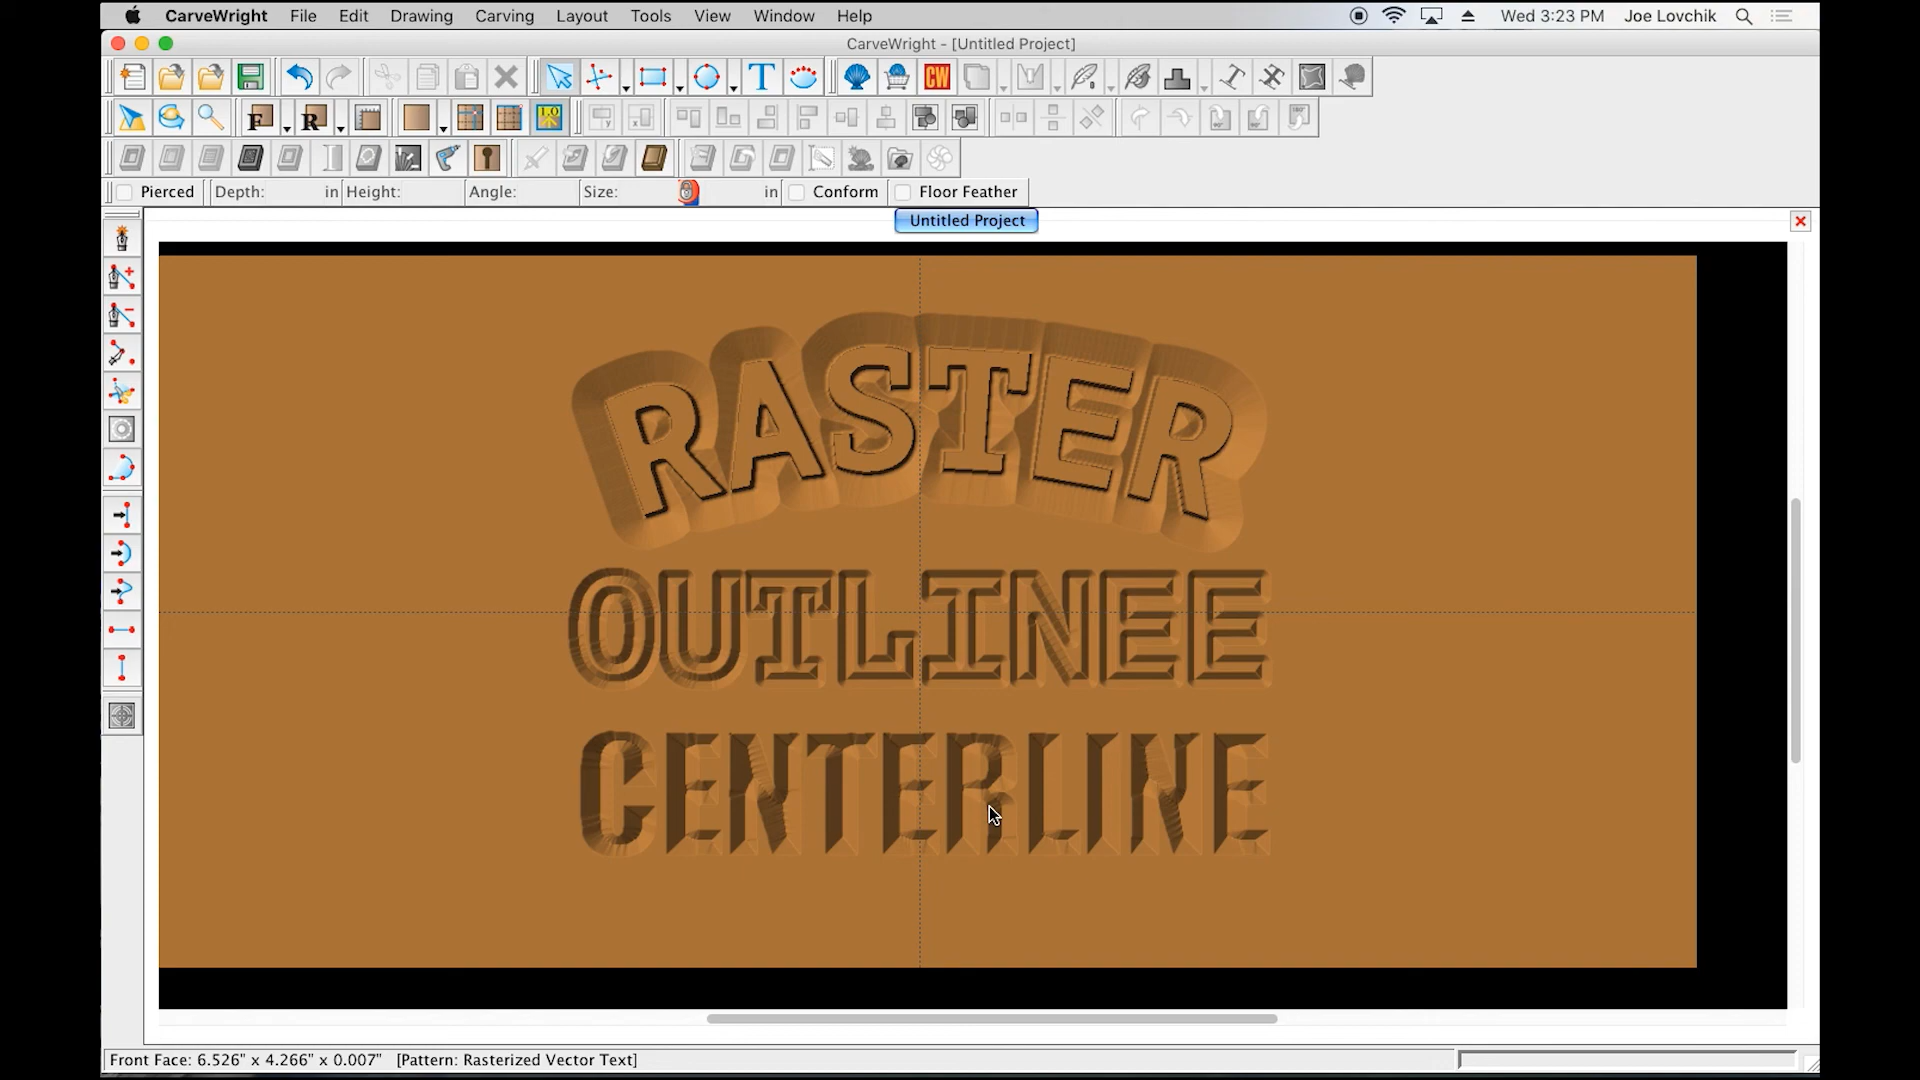 CarveWright File Edit Drawing Carving Layout Tools View Window Help Wed 3:23 PM Joe Lovchik
CarveWright - [Untitled Project]
T CW
F R I.O
Pierced Depth: in Height: Angle: Size: in Conform Floor Feather
Untitled Project
RASTER
OUTLINEE
CENTERLINE
Front Face: 6.526" x 4.266" x 0.007" [Pattern: Rasterized Vector Text]